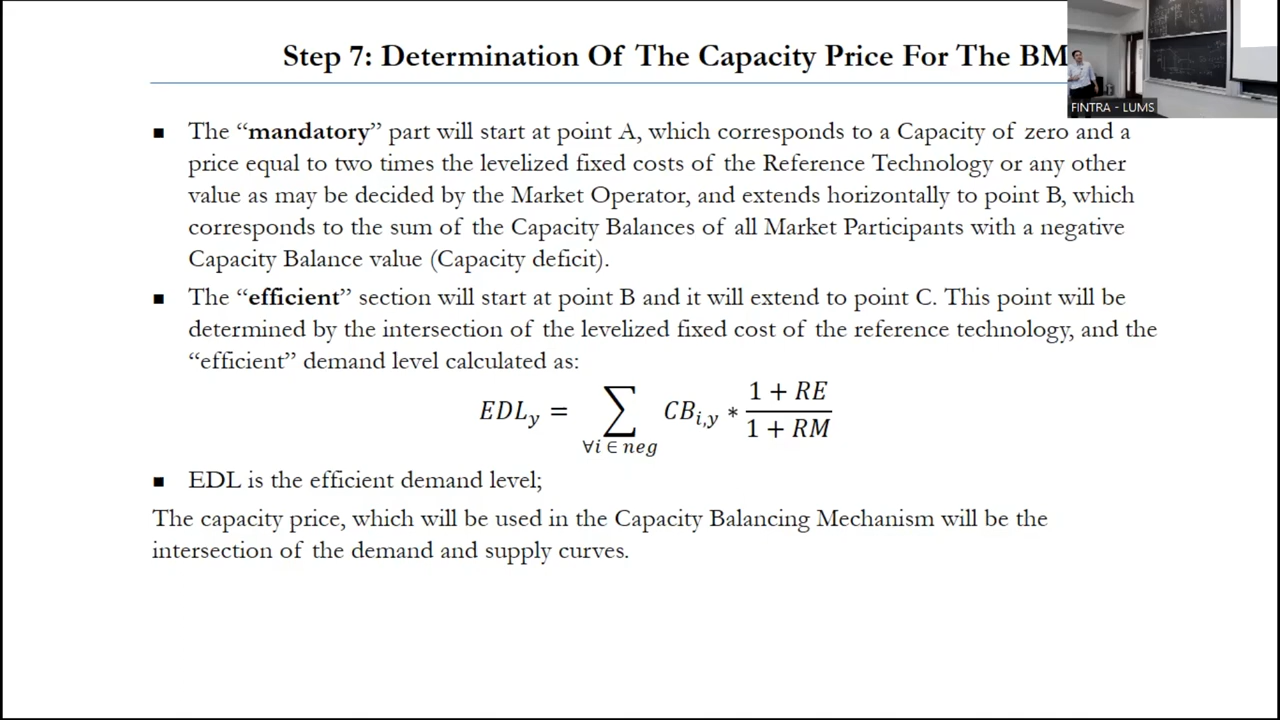 Step 7: Determination Of The Capacity Price For The BM
FINTRA - LUMS
■ The “mandatory” part will start at point A, which corresponds to a Capacity of zero and a
price equal to two times the levelized fixed costs of the Reference Technology or any other
value as may be decided by the Market Operator, and extends horizontally to point B, which
corresponds to the sum of the Capacity Balances of all Market Participants with a negative
Capacity Balance value (Capacity deficit).
■ The “efficient” section will start at point B and it will extend to point C. This point will be
determined by the intersection of the levelized fixed cost of the reference technology, and the
“efficient” demand level calculated as:
EDL_y = ∑_{∀i ∈ neg} CB_{i,y} * (1 + RE)/(1 + RM)
■ EDL is the efficient demand level;
The capacity price, which will be used in the Capacity Balancing Mechanism will be the
intersection of the demand and supply curves.